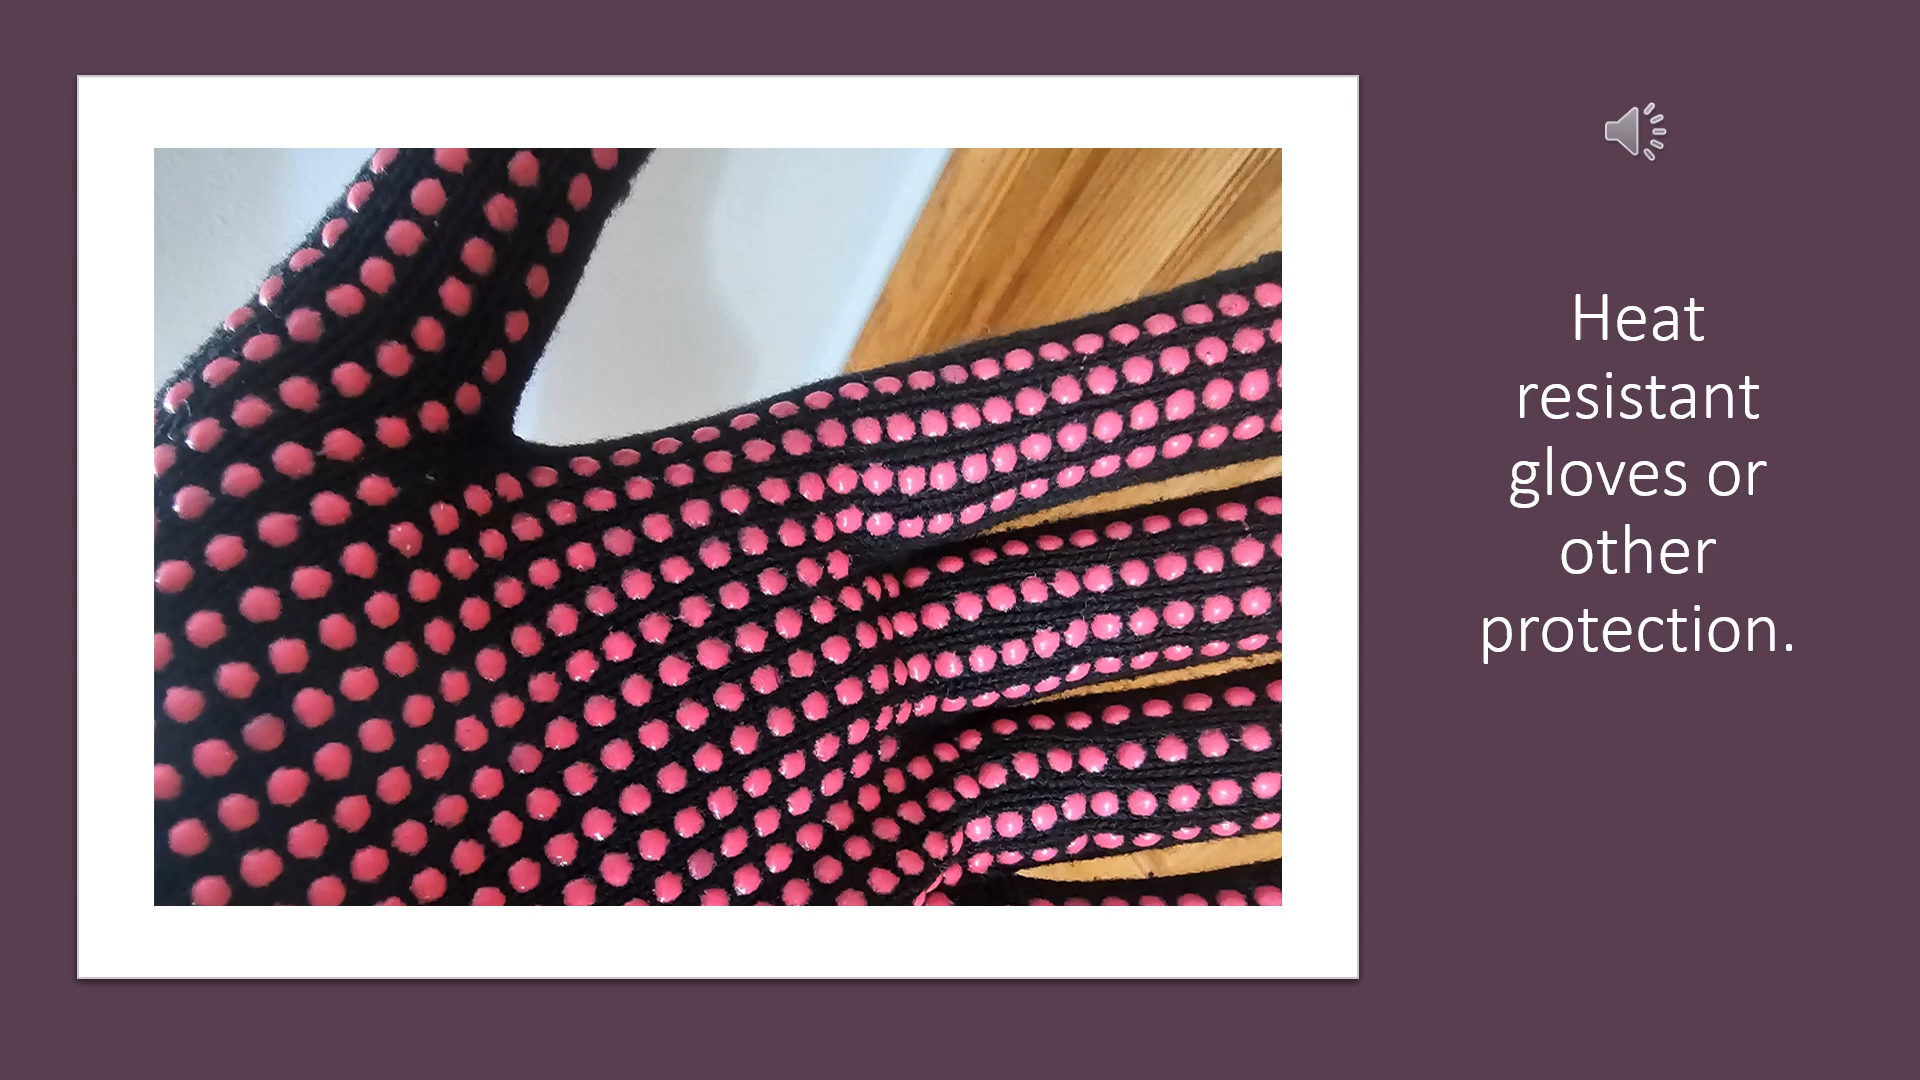 Heat
resistant
gloves or
other
protection.